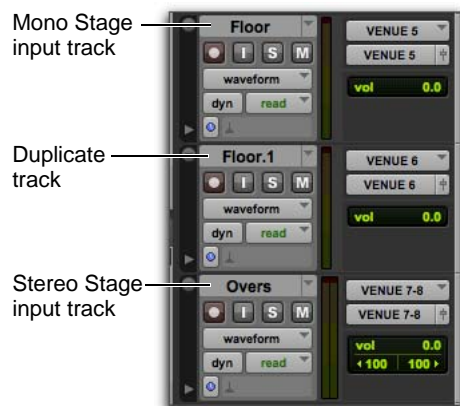 Mono Stage
input track
Floor
I S M
waveform
dyn read
VENUE 5
VENUE 5
vol 0.0
Duplicate
track
Floor.1
I S M
waveform
dyn read
VENUE 6
VENUE 6
vol 0.0
Stereo Stage
input track
Overs
I S M
waveform
dyn read
VENUE 7-8
VENUE 7-8
vol 0.0
100 100